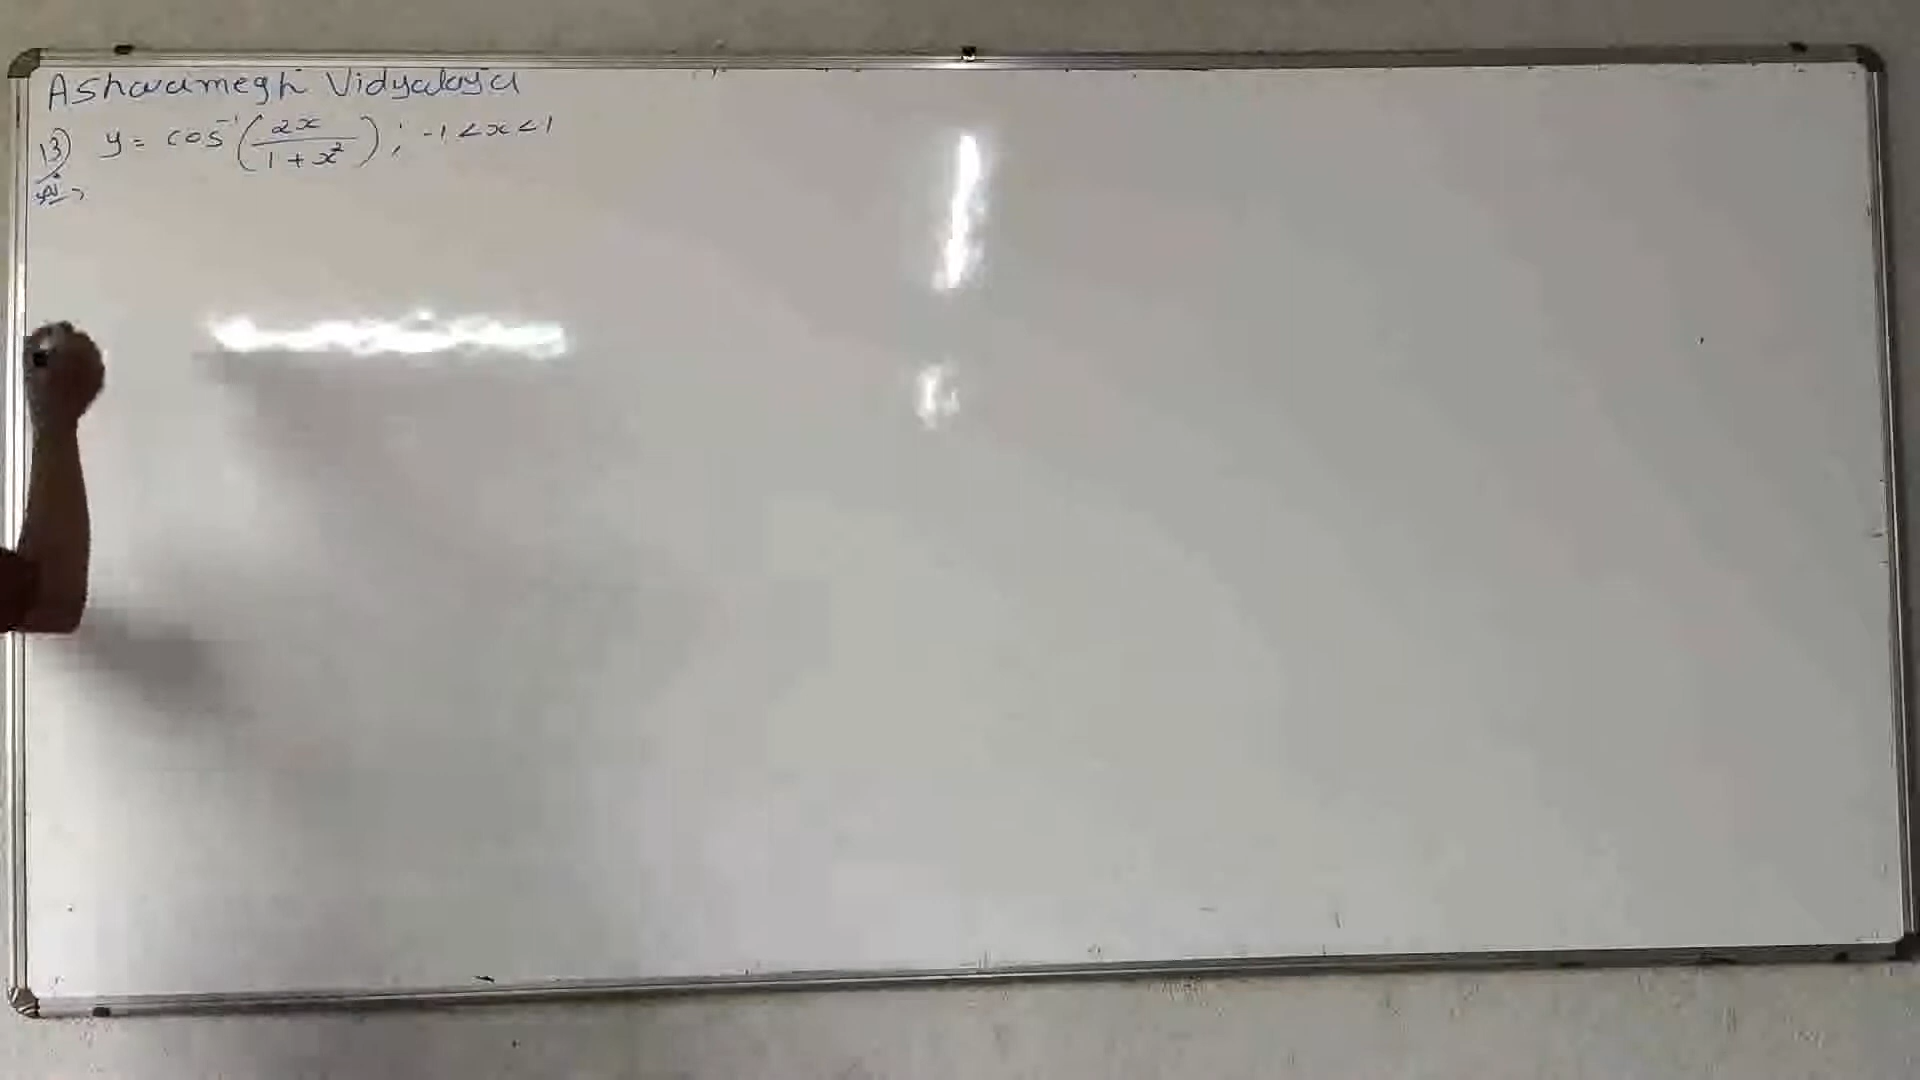 Ashwamegh Vidyalaya
13) y = cos⁻¹(2x/(1+x²)) ; -1<x<1